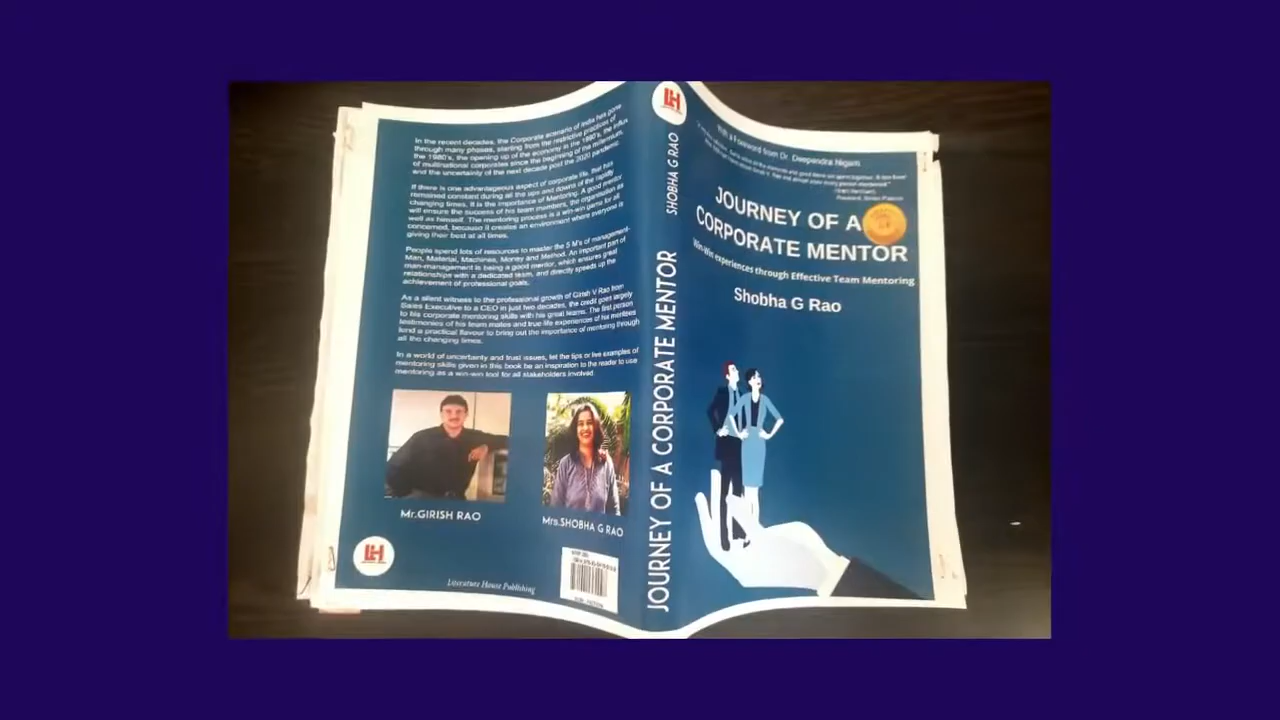 In the recent decades, the Corporate scenario of India has gone
through many phases, starting from the restrictive practices of
the 1980's, the opening up of the economy in the 1990's, the influx
of multinational corporates since the beginning of the millennium,
and the uncertainty of the next decade post the 2020 pandemic.
If there is one advantageous aspect of corporate life, that has
remained constant during all the ups and downs of the rapidly
changing times, it is the importance of Mentoring- A good mentor
will ensure the success of his team members, the organisation as
well as himself. The mentoring process is a win-win game for all
concerned, because it creates an environment where everyone is
giving their best at all times.
People spend lots of resources to master the 5 M's of management-
Man, Material, Machines, Money and Method. An important part of
man-management is being a good mentor, which ensures great
relationships with a dedicated team, and directly speeds up the
achievement of professional goals.
As a silent witness to the professional growth of Girish V Rao from
Sales Executive to a CEO in just two decades, the credit goes largely
to his corporate mentoring skills with his great teams. The first person
testimonies of his team mates and true life experiences of his mentees
lend a practical flavour to bring out the importance of mentoring through
all the changing times.
In a world of uncertainty and trust issues, let the tips or live examples of
mentoring skills given in this book be an inspiration to the reader to use
mentoring as a win-win tool for all stakeholders involved.
Mr.GIRISH RAO
Mrs.SHOBHA G RAO
LH
Literature House Publishing
LH
SHOBHA G RAO
JOURNEY OF A CORPORATE MENTOR
With a Foreword from Dr. Deependra Nigam
JOURNEY OF A
CORPORATE MENTOR
Win-Win experiences through Effective Team Mentoring
Shobha G Rao